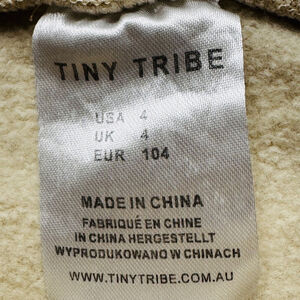 TINY TRIBE
USA 4
UK 4
EUR 104
MADE IN CHINA
FABRIQUÉ EN CHINE
IN CHINA HERGESTELLT
WYPRODUKOWANO W CHINACH
WWW.TINYTRIBE.COM.AU